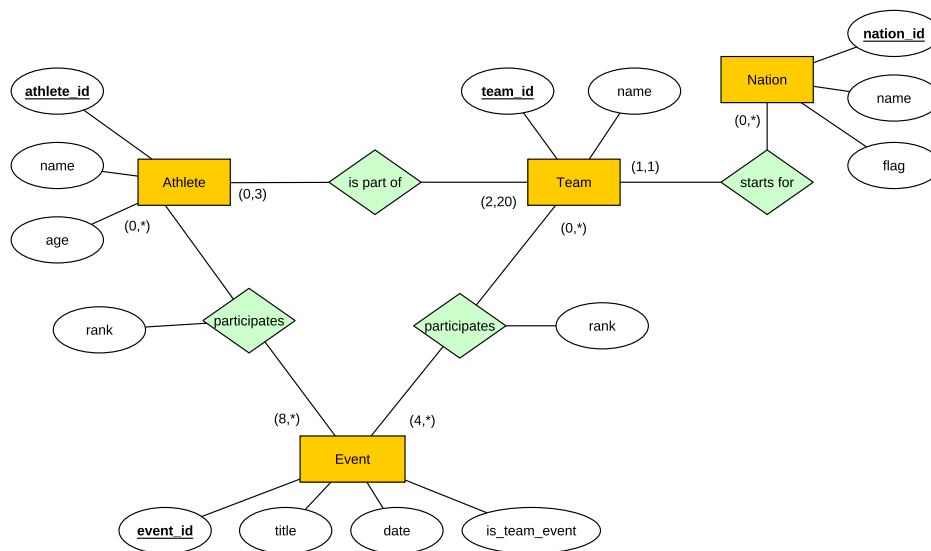 nation_id
Nation
athlete_id
team_id
name
name
(0,*)
name
(1,1)
flag
Athlete
(0,3)
is part of
Team
starts for
(2,20)
(0,*)
(0,*)
age
rank
participates
participates
rank
(8,*)
(4,*)
Event
event_id
title
date
is_team_event